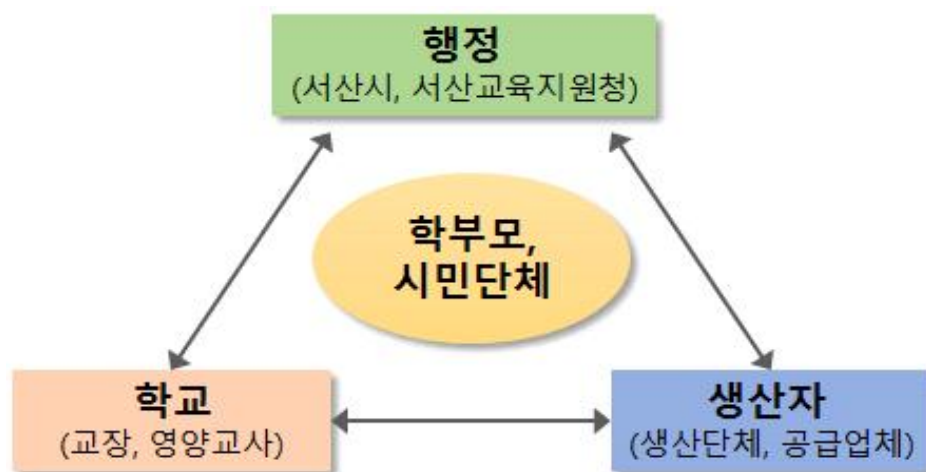 행정
(서산시, 서산교육지원청)
학부모,
시민단체
학교
(교장, 영양교사)
생산자
(생산단체, 공급업체)